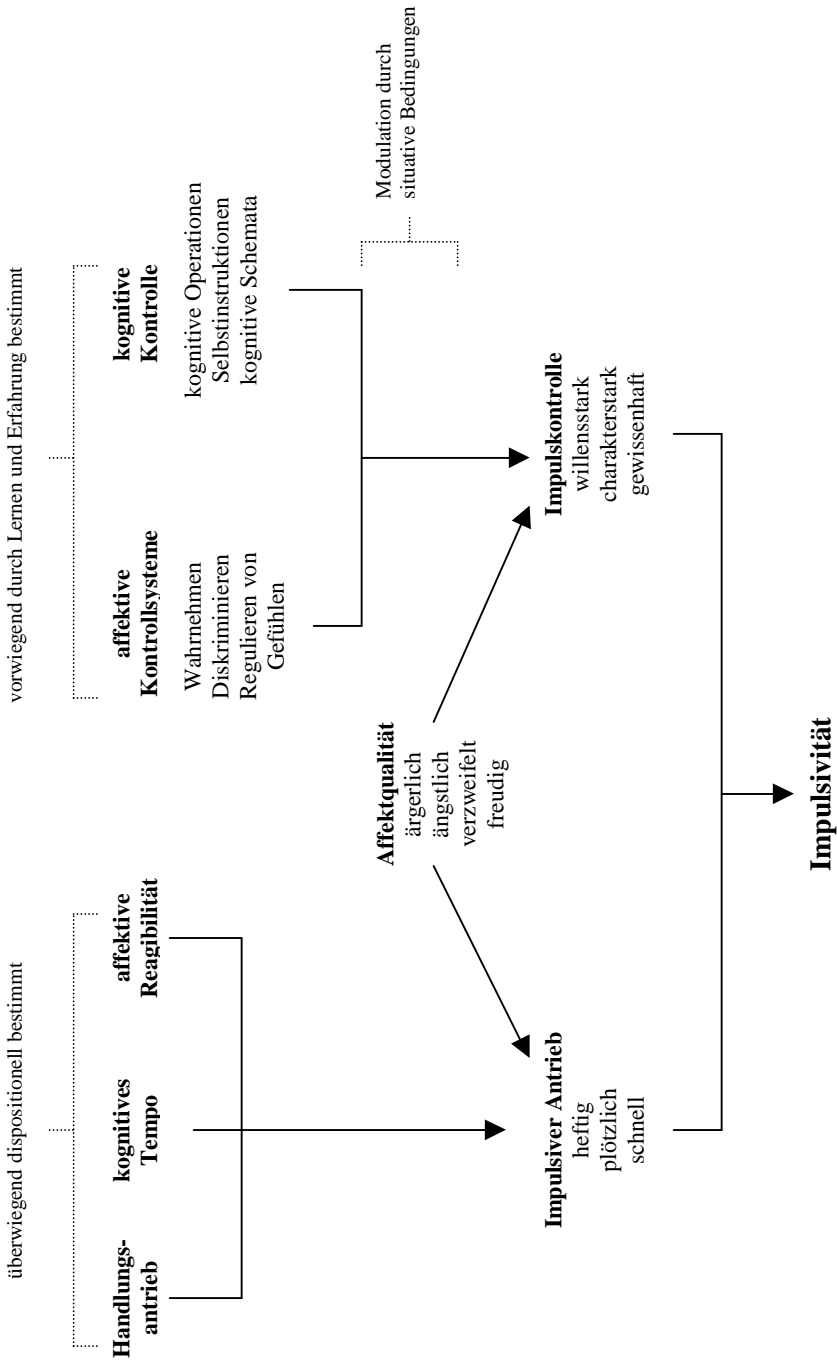 überwiegend dispositionell bestimmt
vorwiegend durch Lernen und Erfahrung bestimmt
Handlungs-
antrieb
kognitives
Tempo
affektive
Reagibilität
affektive
Kontrollsysteme
Wahrnehmen
Diskriminieren
Regulieren von
Gefühlen
kognitive
Kontrolle
kognitive Operationen
Selbstinstruktionen
kognitive Schemata
Modulation durch
situative Bedingungen
Affektqualität
ärgerlich
ängstlich
verzweifelt
freudig
Impulsiver Antrieb
heftig
plötzlich
schnell
Impulskontrolle
willensstark
charakterstark
gewissenhaft
Impulsivität